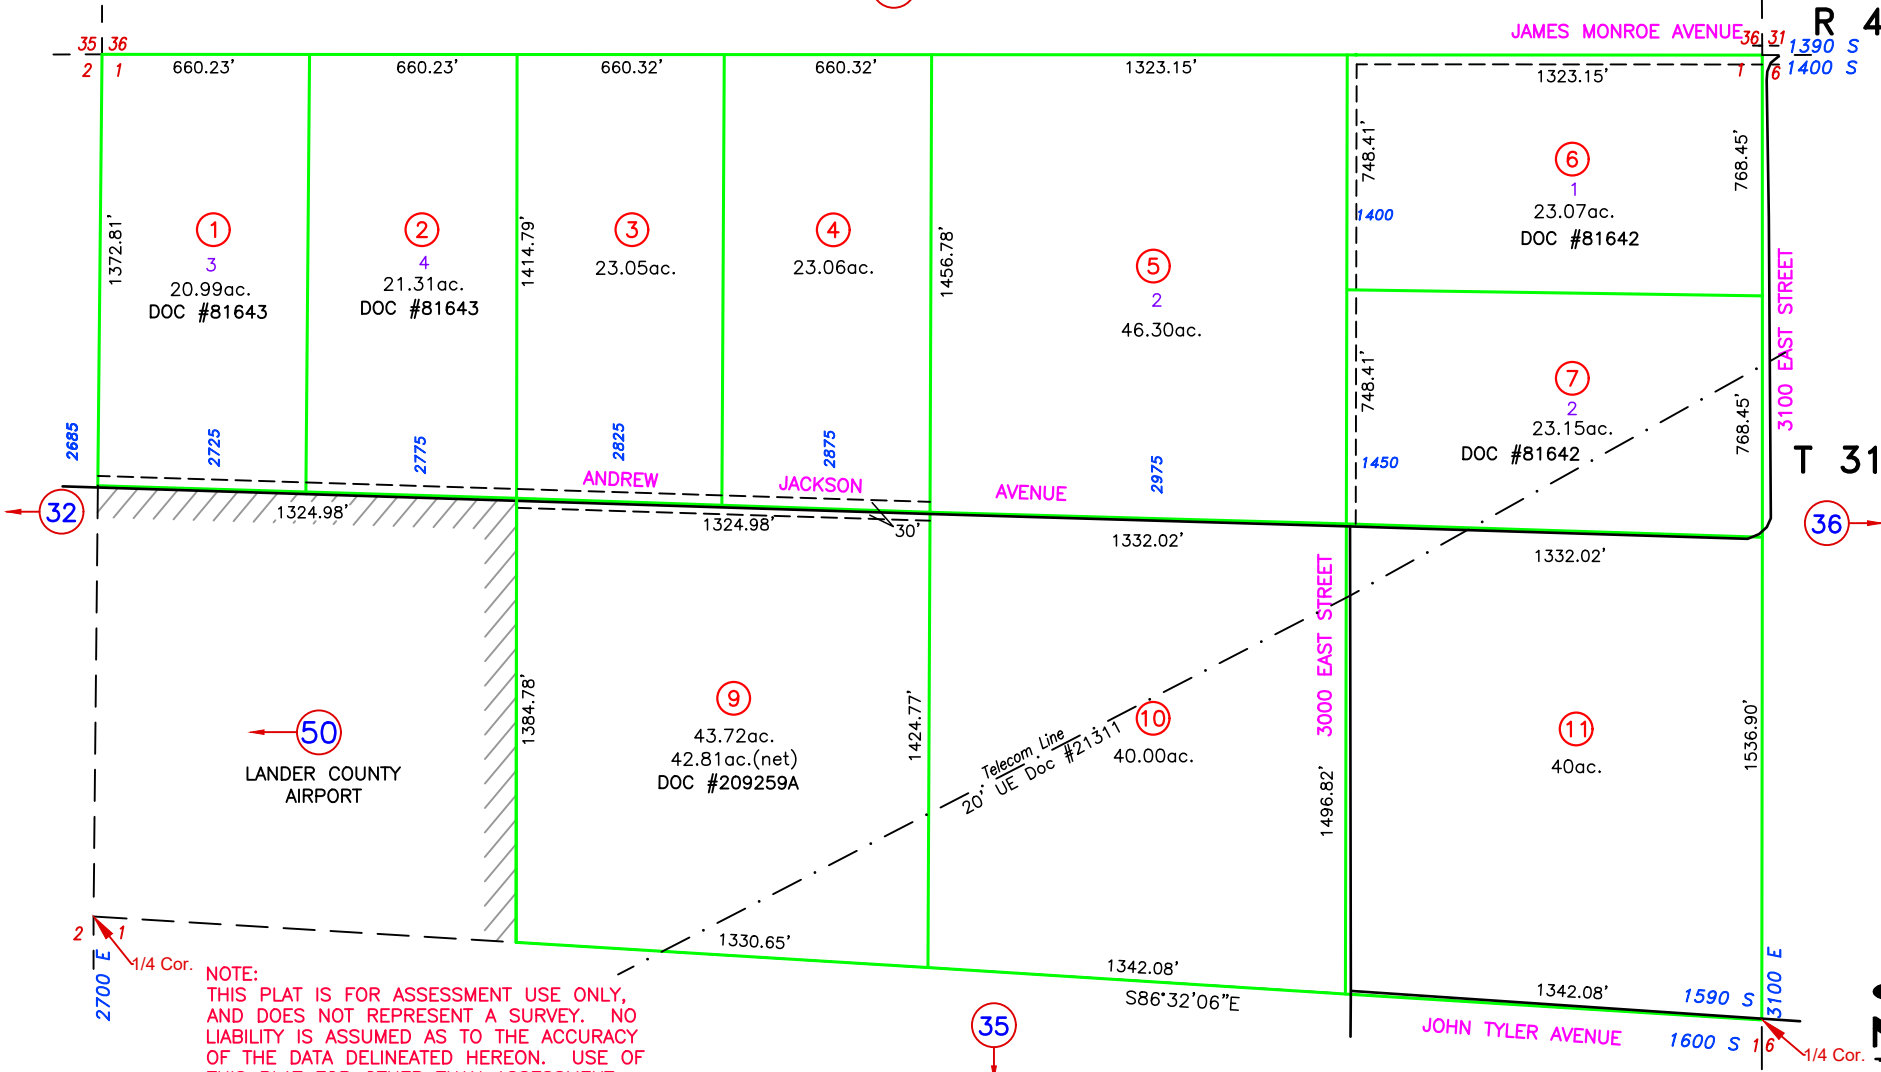 JAMES MONROE AVENUE
R 4
35 36
2 1
36 31
1 6
1390 S
1400 S
660.23'
660.23'
660.32'
660.32'
1323.15'
1323.15'
1372.81'
1414.79'
1456.78'
748.41'
768.45'
1
3
20.99ac.
DOC #81643
2
4
21.31ac.
DOC #81643
3
23.05ac.
4
23.06ac.
5
2
46.30ac.
6
1
23.07ac.
DOC #81642
1400
3100 EAST STREET
7
2
23.15ac.
DOC #81642
748.41'
768.45'
1450
T 31
2685
2725
2775
2825
2875
2975
ANDREW JACKSON AVENUE
32
36
1324.98'
1324.98'
30'
1332.02'
1332.02'
3000 EAST STREET
50
LANDER COUNTY
AIRPORT
1384.78'
9
43.72ac.
42.81ac.(net)
DOC #209259A
1424.77'
Telecom Line
20' UE Doc #21311
10
40.00ac.
1496.82'
11
40ac.
1536.90'
1330.65'
1342.08'
S86°32'06"E
1342.08'
2 1
1/4 Cor.
2700 E
3100 E
1590 S
1600 S
1 6
1/4 Cor.
JOHN TYLER AVENUE
35
NOTE:
THIS PLAT IS FOR ASSESSMENT USE ONLY,
AND DOES NOT REPRESENT A SURVEY. NO
LIABILITY IS ASSUMED AS TO THE ACCURACY
OF THE DATA DELINEATED HEREON. USE OF
THIS PLAT FOR OTHER THAN ASSESSMENT